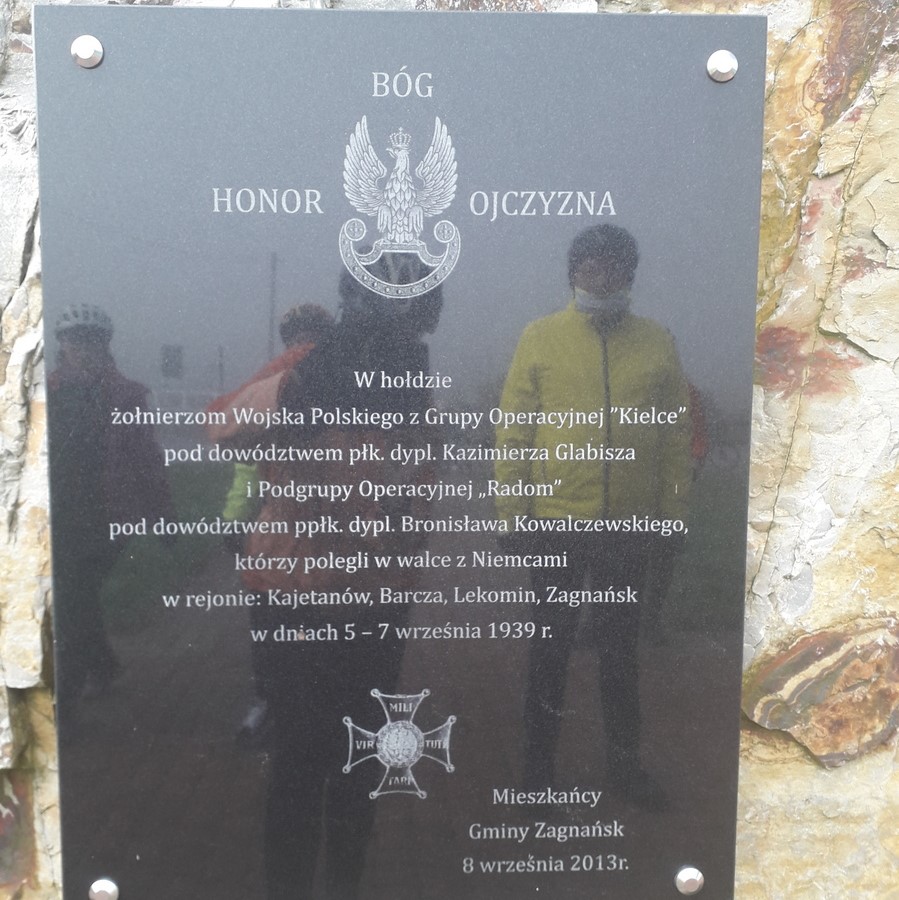 BÓG
HONOR OJCZYZNA
W hołdzie
żołnierzom Wojska Polskiego z Grupy Operacyjnej ”Kielce”
pod dowództwem płk. dypl. Kazimierza Glabisza
i Podgrupy Operacyjnej „Radom”
pod dowództwem ppłk. dypl. Bronisława Kowalczewskiego,
którzy polegli w walce z Niemcami
w rejonie: Kajetanów, Barcza, Lekomin, Zagnańsk
w dniach 5 – 7 września 1939 r.
MILI
VIR TUTI
TARI
Mieszkańcy
Gminy Zagnańsk
8 września 2013r.